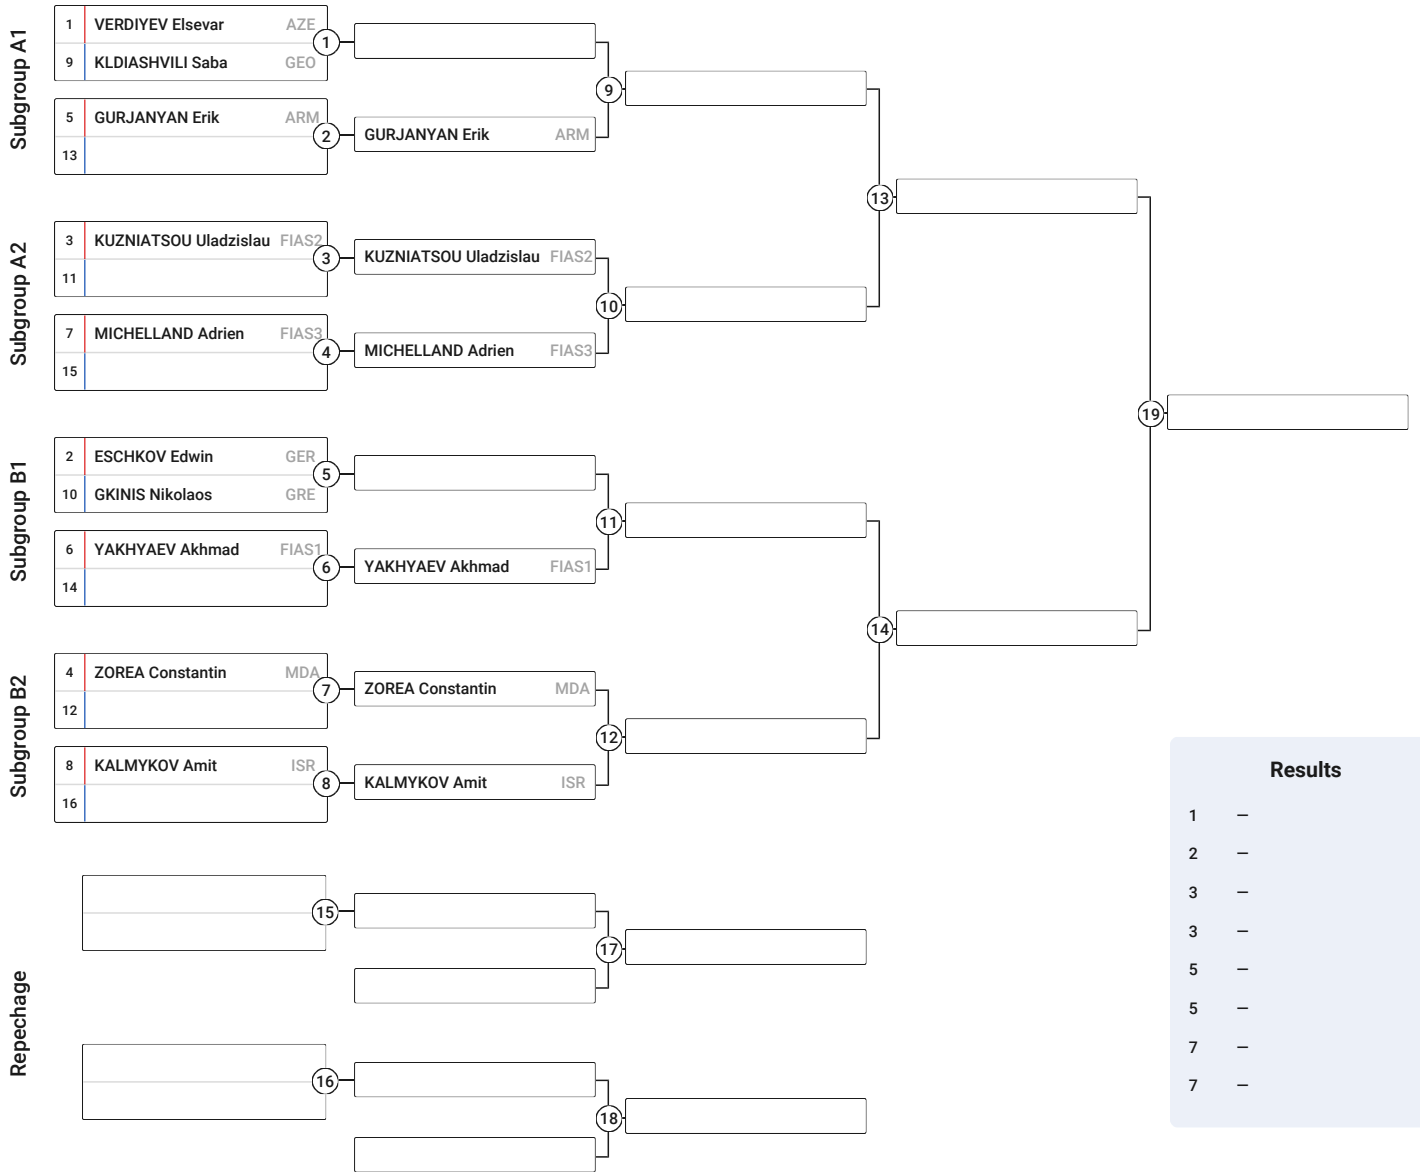 Subgroup A1
1 VERDIYEV Elsevar AZE
9 KLDIASHVILI Saba GEO
1
5 GURJANYAN Erik ARM
13
2
GURJANYAN Erik ARM
9
Subgroup A2
3 KUZNIATSOU Uladzislau FIAS2
11
3
KUZNIATSOU Uladzislau FIAS2
7 MICHELLAND Adrien FIAS3
15
4
MICHELLAND Adrien FIAS3
10
13
Subgroup B1
2 ESCHKOV Edwin GER
10 GKINIS Nikolaos GRE
5
6 YAKHYAEV Akhmad FIAS1
14
6
YAKHYAEV Akhmad FIAS1
11
Subgroup B2
4 ZOREA Constantin MDA
12
7
ZOREA Constantin MDA
8 KALMYKOV Amit ISR
16
8
KALMYKOV Amit ISR
12
14
19
Repechage
15
17
16
18
Results
1 –
2 –
3 –
3 –
5 –
5 –
7 –
7 –